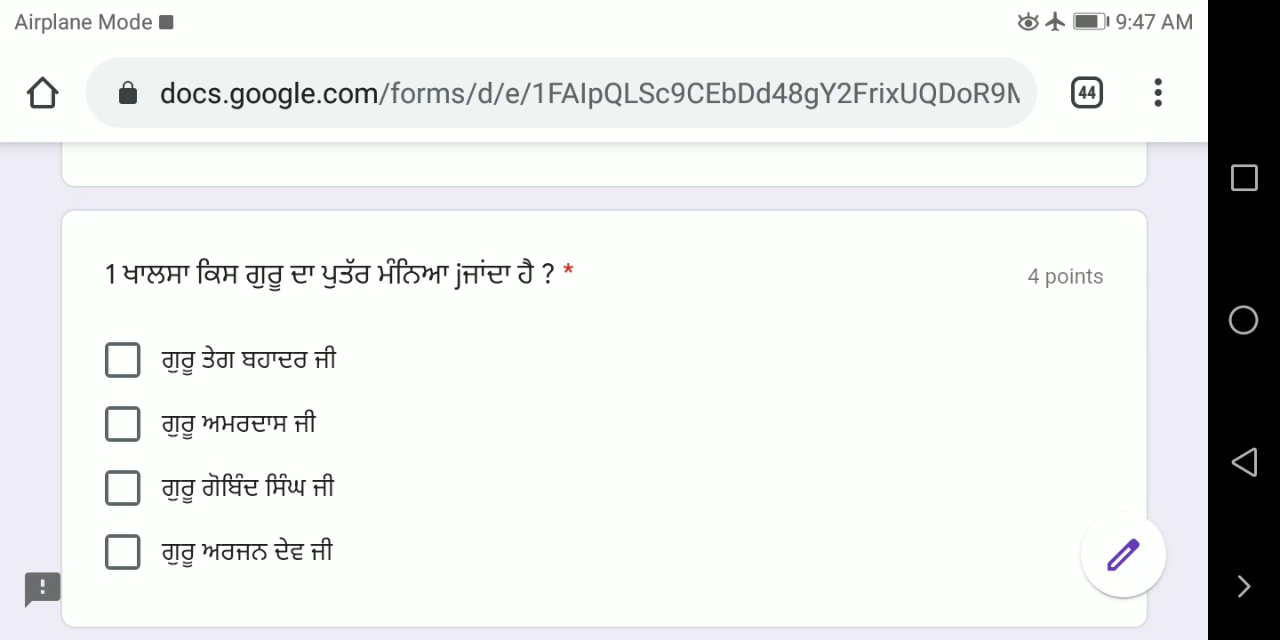 Airplane Mode 9:47 AM
docs.google.com/forms/d/e/1FAIpQLSc9CEbDd48gY2FrixUQDoR9 44
1 ਖਾਲਸਾ ਕਿਸ ਗੁਰੂ ਦਾ ਪੁਤੱਰ ਮੰਨਿਆ jਜਾਂਦਾ ਹੈ ? * 4 points
ਗੁਰੂ ਤੇਗ ਬਹਾਦਰ ਜੀ
ਗੁਰੂ ਅਮਰਦਾਸ ਜੀ
ਗੁਰੂ ਗੋਬਿੰਦ ਸਿੰਘ ਜੀ
ਗੁਰੂ ਅਰਜਨ ਦੇਵ ਜੀ